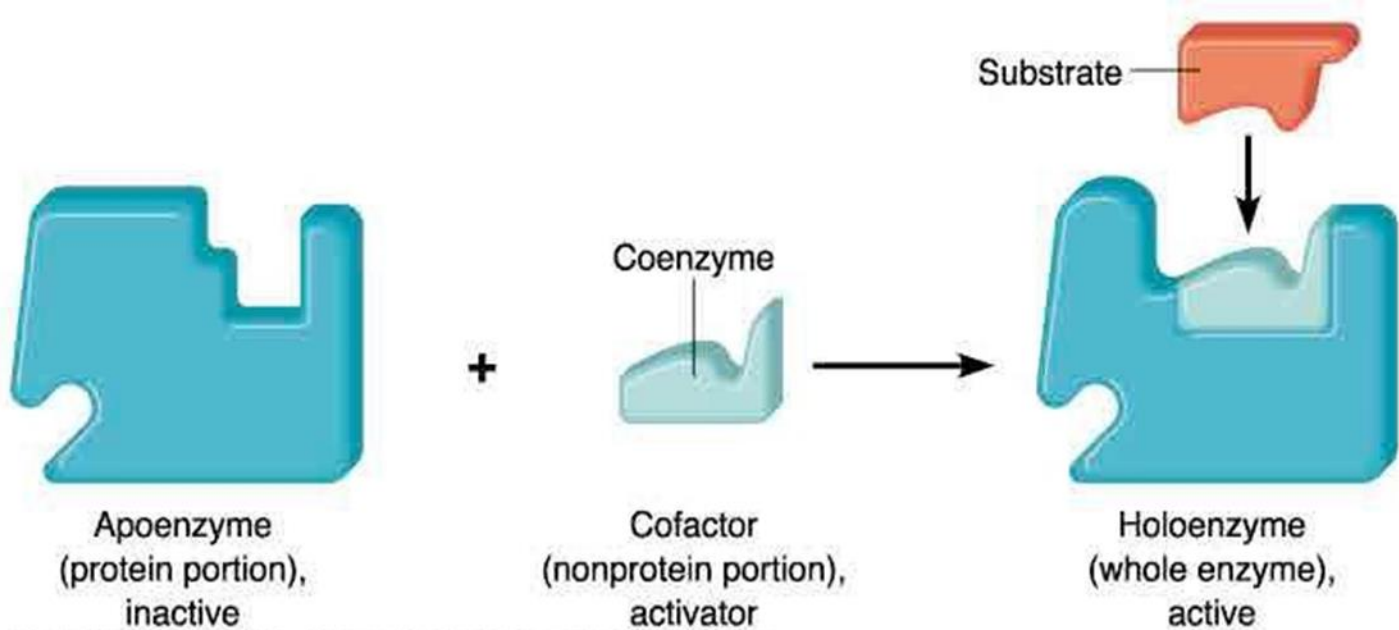 Substrate
Coenzyme
+
Apoenzyme
(protein portion),
inactive
Cofactor
(nonprotein portion),
activator
Holoenzyme
(whole enzyme),
active